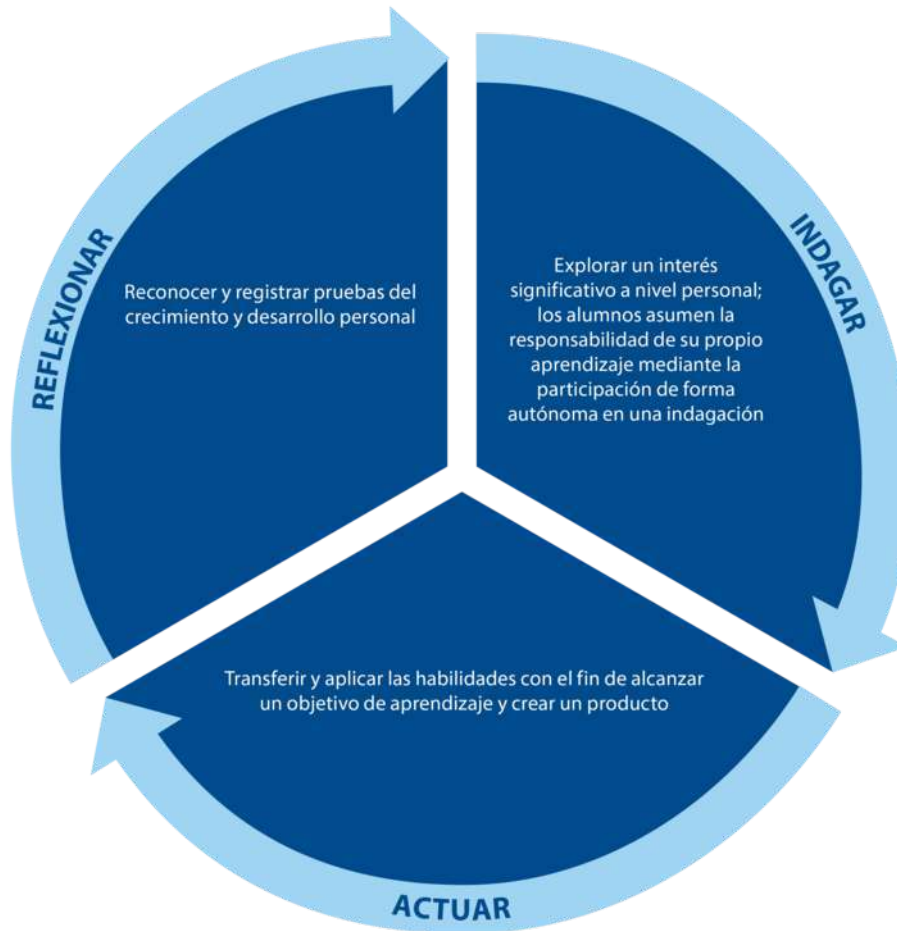 INDAGAR
Explorar un interés
significativo a nivel personal;
los alumnos asumen la
responsabilidad de su propio
aprendizaje mediante la
participación de forma
autónoma en una indagación
ACTUAR
Transferir y aplicar las habilidades con el fin de alcanzar
un objetivo de aprendizaje y crear un producto
REFLEXIONAR
Reconocer y registrar pruebas del
crecimiento y desarrollo personal